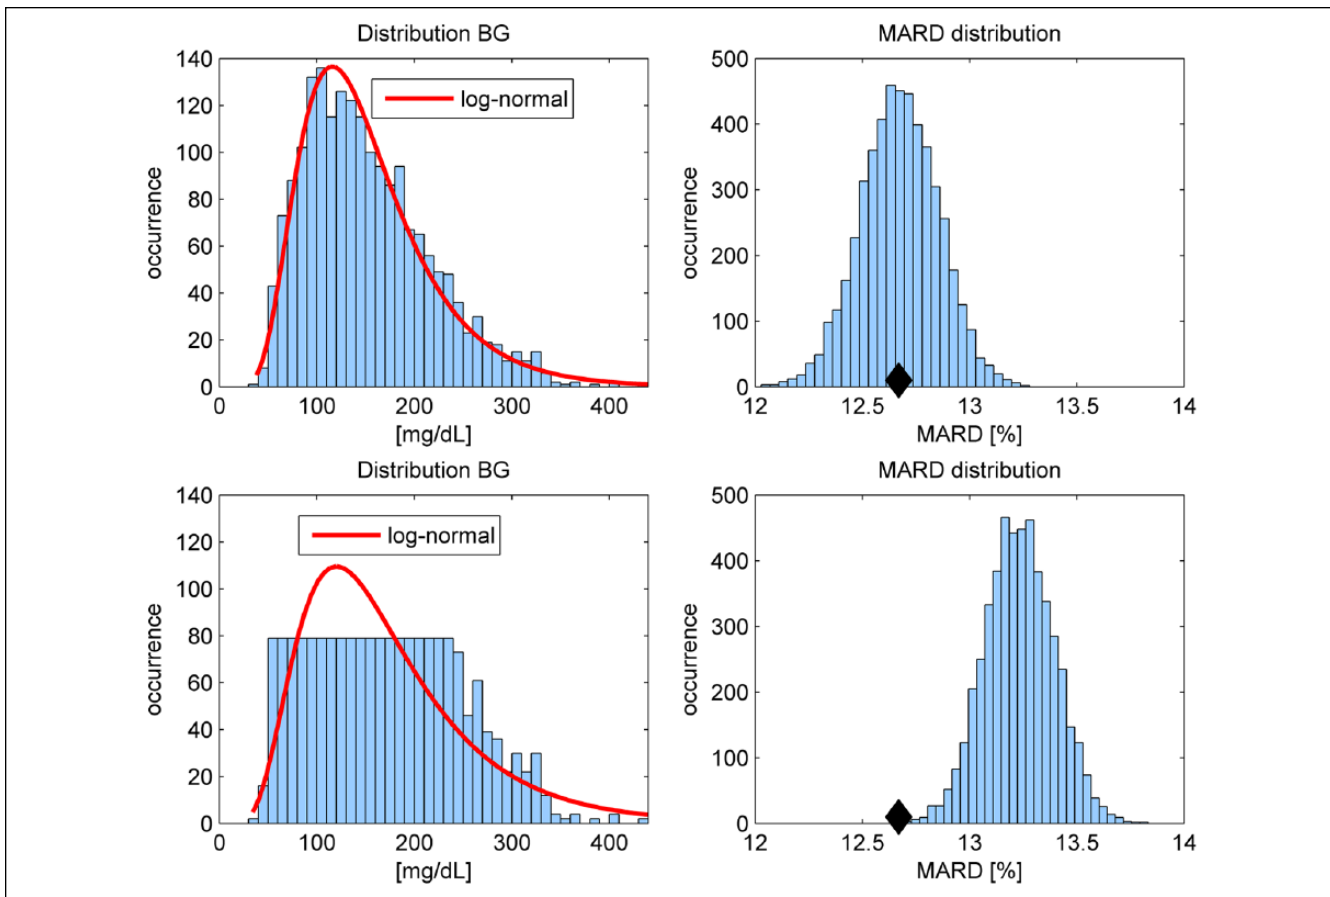 Distribution BG
140
120
100
80
60
40
20
0
occurrence
log-normal
0 100 200 300 400
[mg/dL]
MARD distribution
500
400
300
200
100
0
occurrence
12 12.5 13 13.5 14
MARD [%]
Distribution BG
140
120
100
80
60
40
20
0
occurrence
log-normal
0 100 200 300 400
[mg/dL]
MARD distribution
500
400
300
200
100
0
occurrence
12 12.5 13 13.5 14
MARD [%]